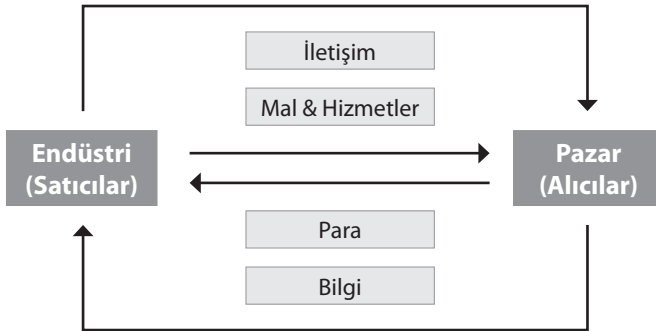 İletişim
Mal & Hizmetler
Endüstri
(Satıcılar)
Pazar
(Alıcılar)
Para
Bilgi